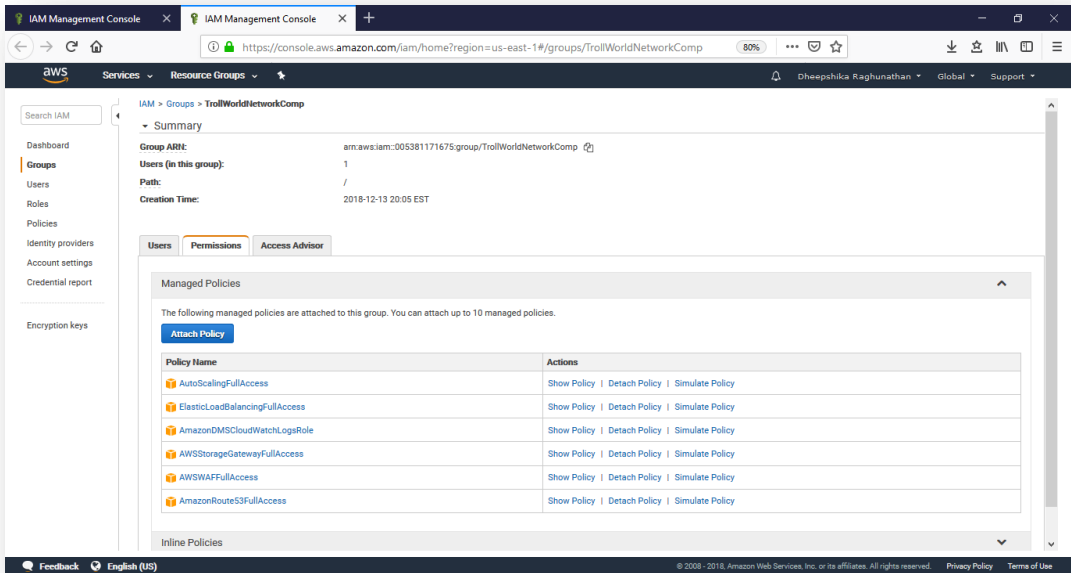 IAM Management Console
IAM Management Console
https://console.aws.amazon.com/iam/home?region=us-east-1#/groups/TrollWorldNetworkComp 80%
aws Services Resource Groups Dheepshika Raghunathan Global Support
Search IAM
Dashboard
Groups
Users
Roles
Policies
Identity providers
Account settings
Credential report
Encryption keys
IAM > Groups > TrollWorldNetworkComp
Summary
Group ARN: arn:aws:iam::005381171675:group/TrollWorldNetworkComp
Users (in this group): 1
Path: /
Creation Time: 2018-12-13 20:05 EST
Users Permissions Access Advisor
Managed Policies
The following managed policies are attached to this group. You can attach up to 10 managed policies.
Attach Policy
Policy Name Actions
AutoScalingFullAccess Show Policy | Detach Policy | Simulate Policy
ElasticLoadBalancingFullAccess Show Policy | Detach Policy | Simulate Policy
AmazonDMSCloudWatchLogsRole Show Policy | Detach Policy | Simulate Policy
AWSStorageGatewayFullAccess Show Policy | Detach Policy | Simulate Policy
AWSWAFFullAccess Show Policy | Detach Policy | Simulate Policy
AmazonRoute53FullAccess Show Policy | Detach Policy | Simulate Policy
Inline Policies
Feedback English (US) © 2008 - 2018, Amazon Web Services, Inc. or its affiliates. All rights reserved. Privacy Policy Terms of Use